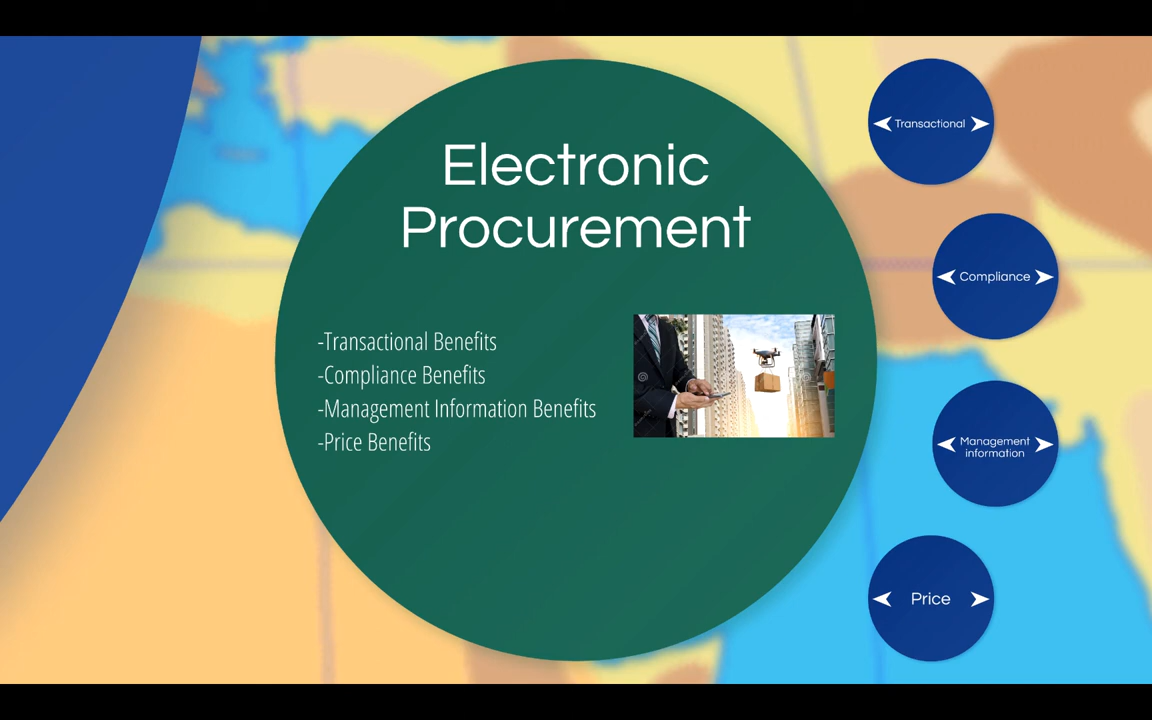 Electronic
Procurement
-Transactional Benefits
-Compliance Benefits
-Management Information Benefits
-Price Benefits
Transactional
Compliance
Management
information
Price